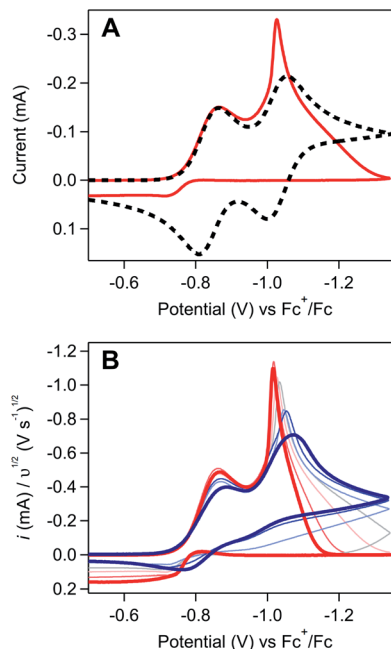 A
-0.3
-0.2
-0.1
0.0
0.1
Current (mA)
-0.6 -0.8 -1.0 -1.2
Potential (V) vs Fc⁺/Fc
B
-1.2
-1.0
-0.8
-0.6
-0.4
-0.2
0.0
0.2
i (mA) / υ^1/2 (V s⁻¹)^1/2
-0.6 -0.8 -1.0 -1.2
Potential (V) vs Fc⁺/Fc